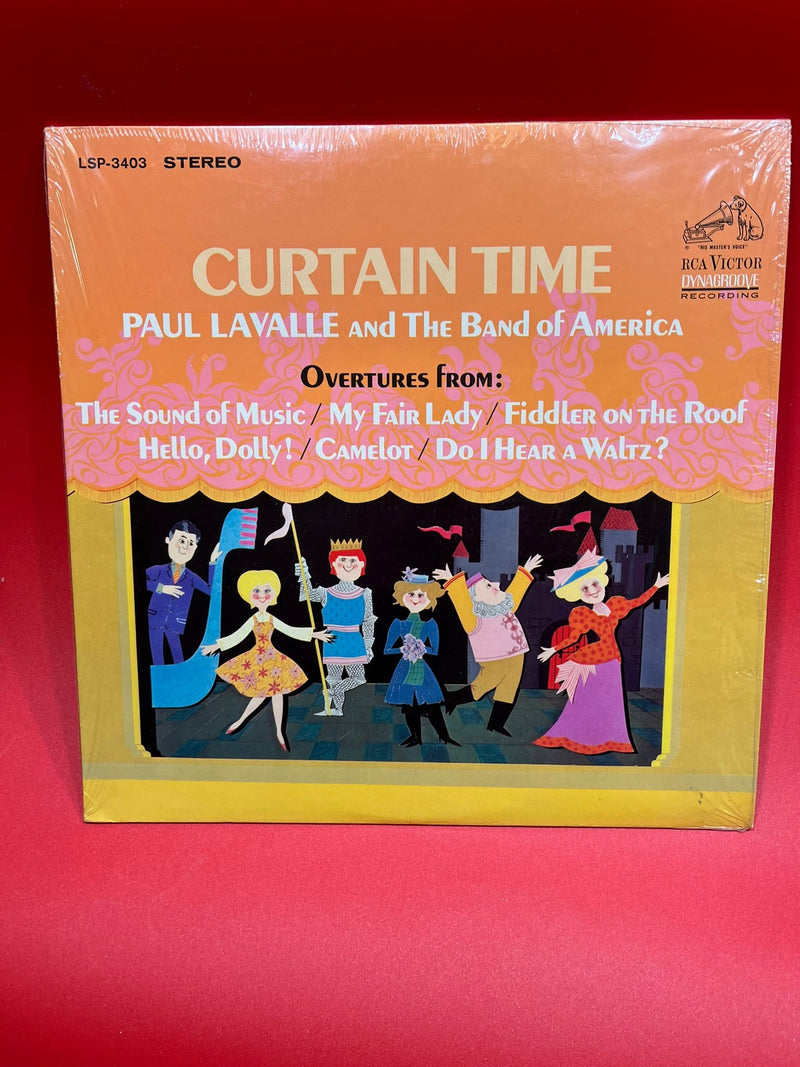 LSP-3403 STEREO
"HIS MASTER'S VOICE"
RCA VICTOR
DYNAGROOVE
RECORDING
CURTAIN TIME
PAUL LAVALLE AND THE BAND OF AMERICA
OVERTURES FROM:
THE SOUND OF MUSIC / MY FAIR LADY / FIDDLER ON THE ROOF
HELLO, DOLLY! / CAMELOT / DO I HEAR A WALTZ?